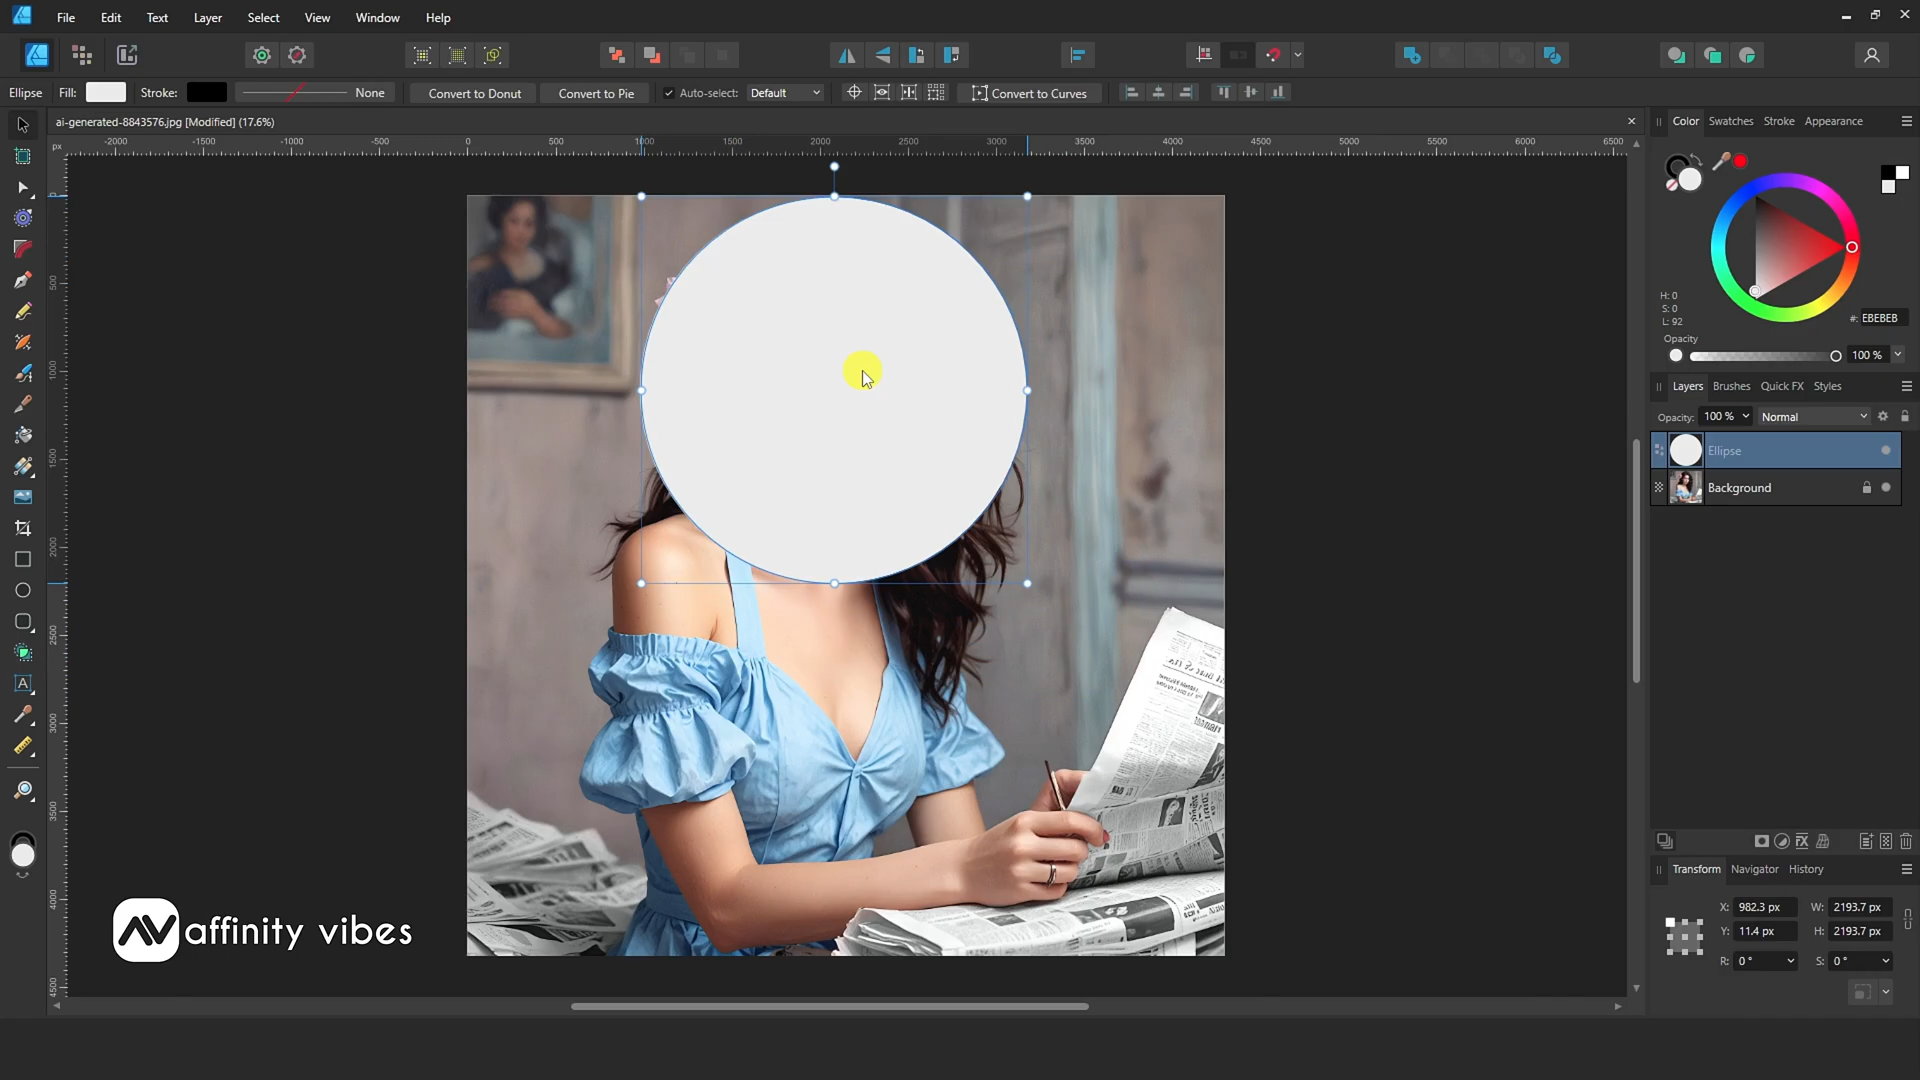 File Edit Text Layer Select View Window Help
Ellipse Fill: Stroke: None Convert to Donut Convert to Pie Auto-select: Default Convert to Curves
ai-generated-8843576.jpg [Modified] (17.6%)
px -2000 -1500 -1000 -500 0 500 1000 1500 2000 2500 3000 3500 4000 4500 5000 5500 6000 6500
0
500
1000
1500
2000
2500
3000
3500
4000
4500
Color Swatches Stroke Appearance
H: 0
S: 0
L: 92
#: EBEBEB
Opacity
100 %
Layers Brushes Quick FX Styles
Opacity: 100 % Normal
Ellipse
Background
Transform Navigator History
X: 982.3 px W: 2193.7 px
Y: 11.4 px H: 2193.7 px
R: 0 ° S: 0 °
affinity vibes